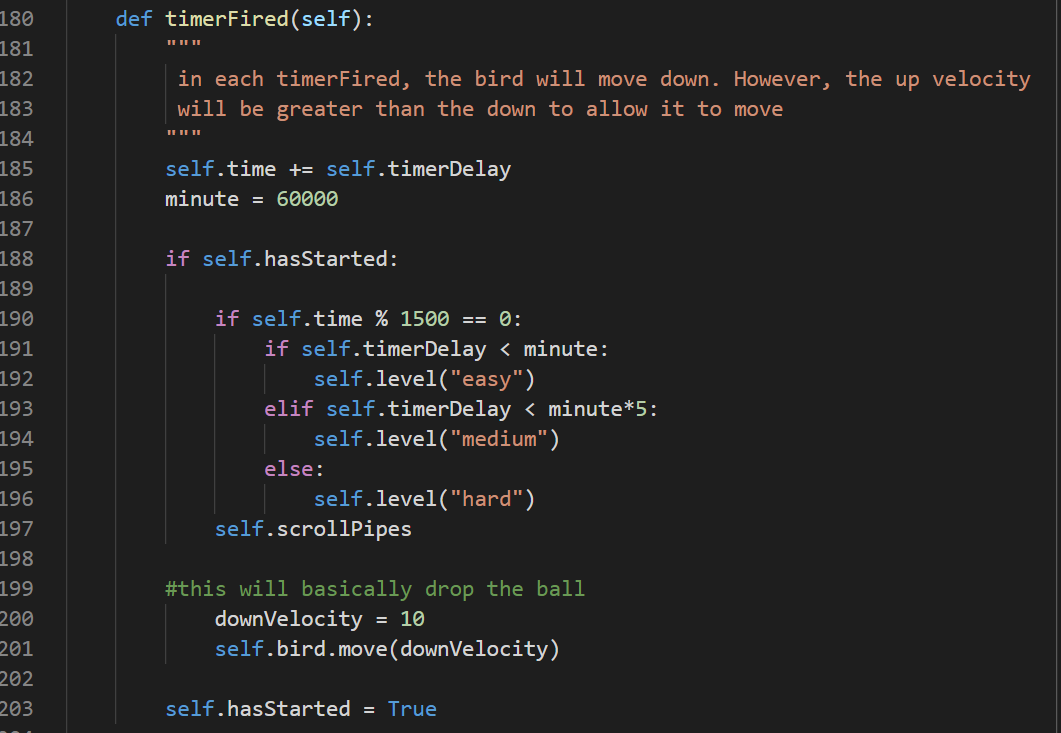 180 def timerFired(self):
181 """
182 in each timerFired, the bird will move down. However, the up velocity
183 will be greater than the down to allow it to move
184 """
185 self.time += self.timerDelay
186 minute = 60000
187
188 if self.hasStarted:
189
190 if self.time % 1500 == 0:
191 if self.timerDelay < minute:
192 self.level("easy")
193 elif self.timerDelay < minute*5:
194 self.level("medium")
195 else:
196 self.level("hard")
197 self.scrollPipes
198
199 #this will basically drop the ball
200 downVelocity = 10
201 self.bird.move(downVelocity)
202
203 self.hasStarted = True